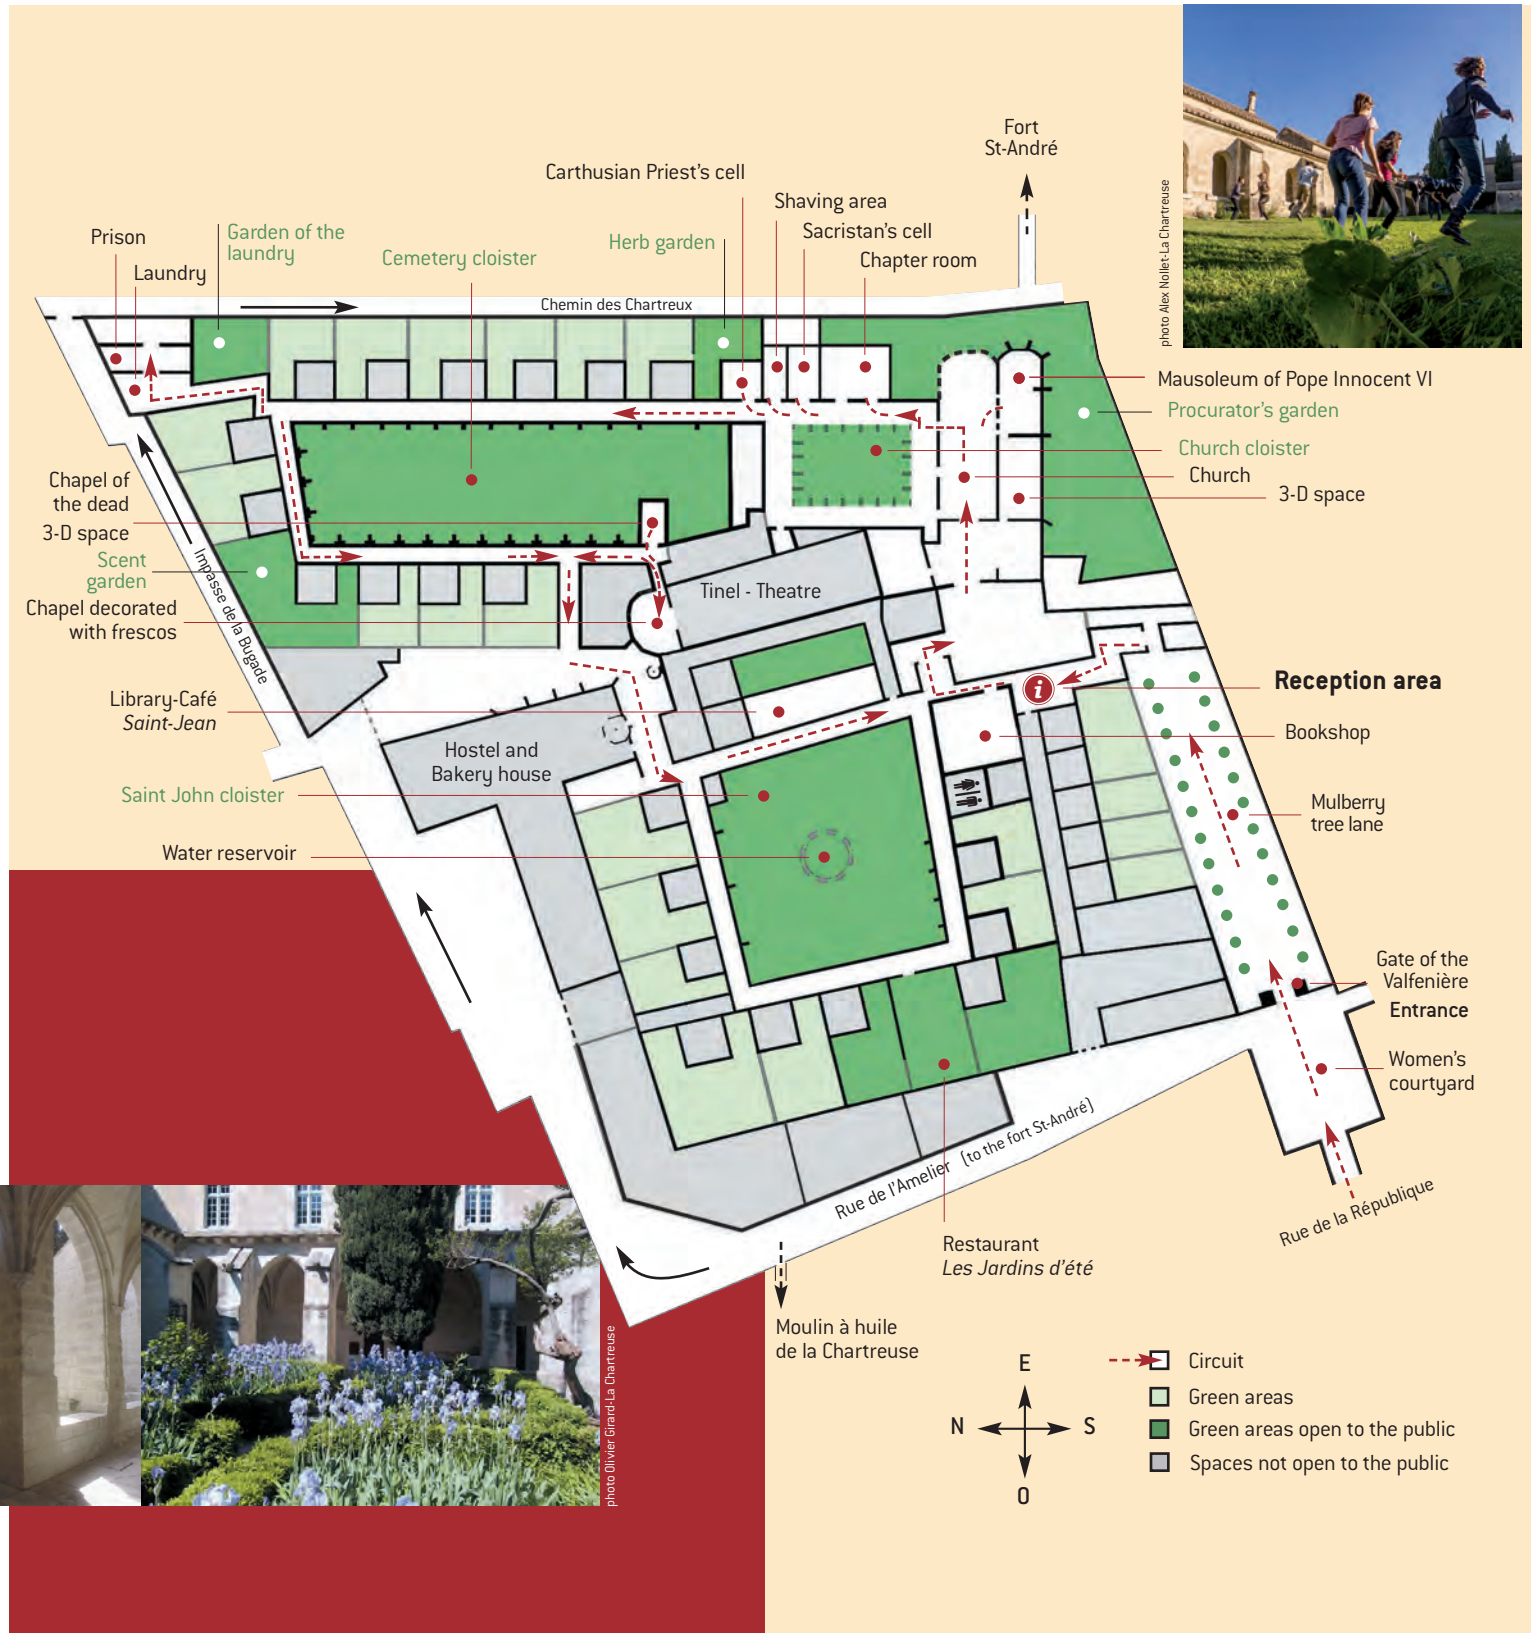 Fort
St-André
Carthusian Priest's cell
Shaving area
Sacristan's cell
Chapter room
Herb garden
Prison
Garden of the
laundry
Laundry
Cemetery cloister
Chemin des Chartreux
photo Alex Nollet-La Chartreuse
Mausoleum of Pope Innocent VI
Procurator's garden
Church cloister
Church
3-D space
Chapel of
the dead
3-D space
Scent
garden
Chapel decorated
with frescos
Impasse de la Bugade
Tinel - Theatre
Library-Café
Saint-Jean
Hostel and
Bakery house
Saint John cloister
Water reservoir
i
Reception area
Bookshop
Mulberry
tree lane
Gate of the
Valfenière
Entrance
Women's
courtyard
Rue de l'Amelier (to the fort St-André)
Rue de la République
Restaurant
Les Jardins d'été
Moulin à huile
de la Chartreuse
photo Olivier Girard-La Chartreuse
E
N
S
O
Circuit
Green areas
Green areas open to the public
Spaces not open to the public